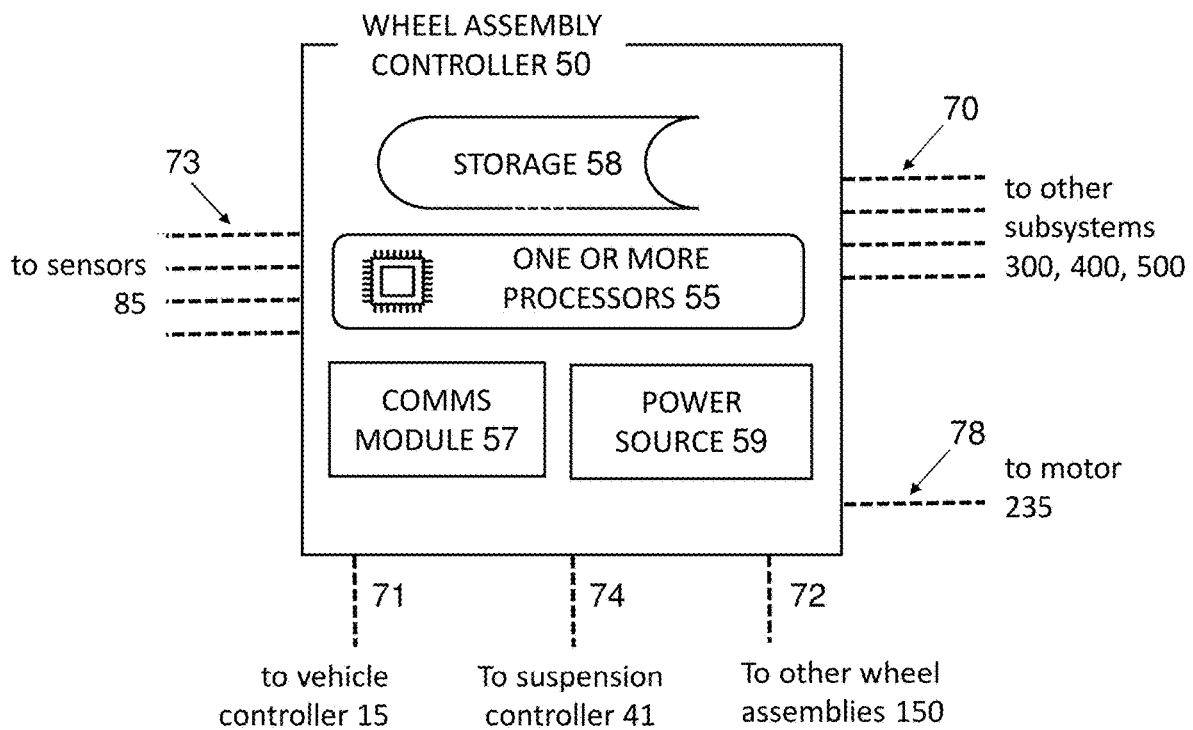 WHEEL ASSEMBLY
CONTROLLER 50
STORAGE 58
70
73
to other
subsystems
300, 400, 500
to sensors
85
ONE OR MORE
PROCESSORS 55
COMMS
MODULE 57
POWER
SOURCE 59
78
to motor
235
71
74
72
to vehicle
controller 15
To suspension
controller 41
To other wheel
assemblies 150